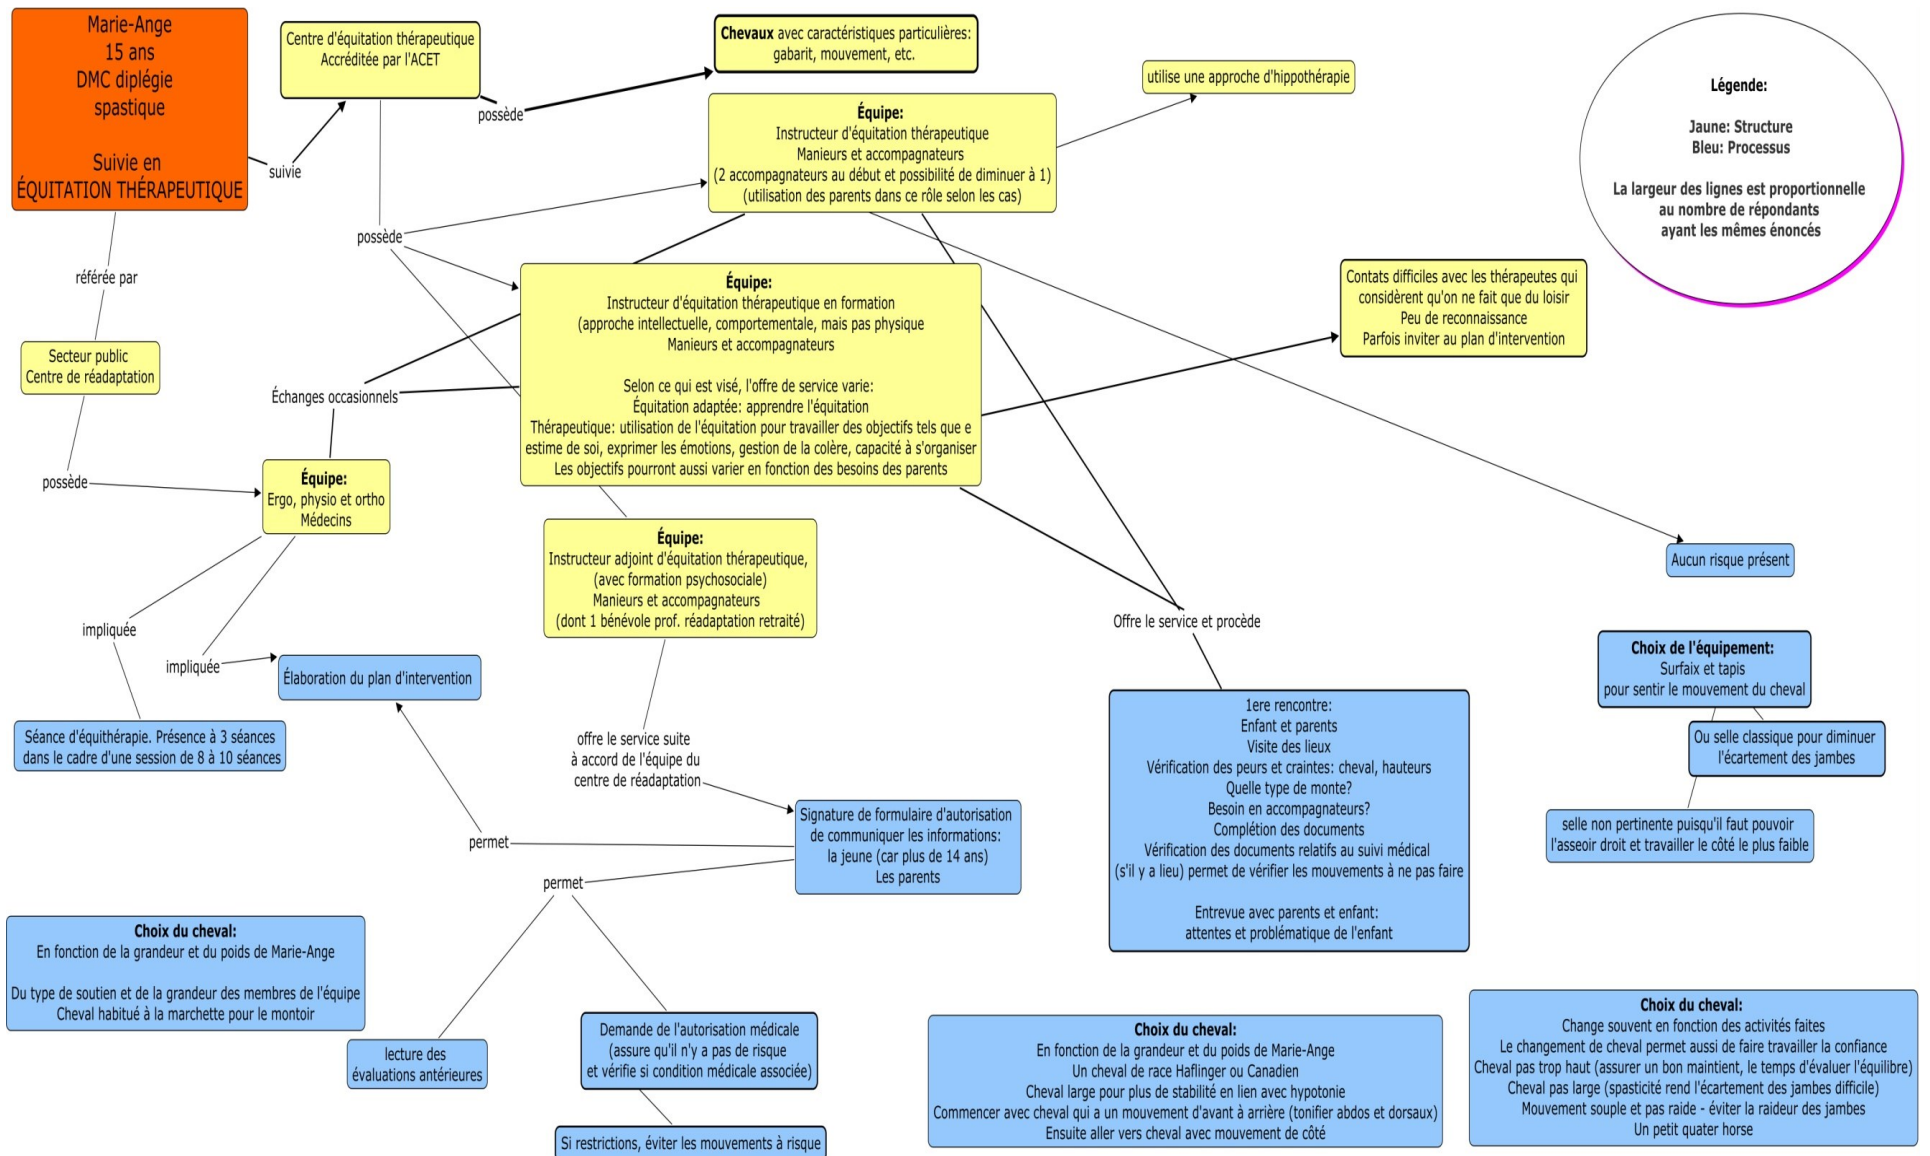 Marie-Ange
15 ans
DMC diplégie
spastique
Suivie en
ÉQUITATION THÉRAPEUTIQUE
suivie
Centre d'équitation thérapeutique
Accréditée par l'ACET
possède
Chevaux avec caractéristiques particulières:
gabarit, mouvement, etc.
utilise une approche d'hippothérapie
Légende:
Jaune: Structure
Bleu: Processus
La largeur des lignes est proportionnelle
au nombre de répondants
ayant les mêmes énoncés
Équipe:
Instructeur d'équitation thérapeutique
Manieurs et accompagnateurs
(2 accompagnateurs au début et possibilité de diminuer à 1)
(utilisation des parents dans ce rôle selon les cas)
possède
référée par
Secteur public
Centre de réadaptation
possède
Échanges occasionnels
Équipe:
Instructeur d'équitation thérapeutique en formation
(approche intellectuelle, comportementale, mais pas physique
Manieurs et accompagnateurs
Selon ce qui est visé, l'offre de service varie:
Équitation adaptée: apprendre l'équitation
Thérapeutique: utilisation de l'équitation pour travailler des objectifs tels que e
estime de soi, exprimer les émotions, gestion de la colère, capacité à s'organiser
Les objectifs pourront aussi varier en fonction des besoins des parents
Contats difficiles avec les thérapeutes qui
considèrent qu'on ne fait que du loisir
Peu de reconnaissance
Parfois inviter au plan d'intervention
Équipe:
Ergo, physio et ortho
Médecins
Équipe:
Instructeur adjoint d'équitation thérapeutique,
(avec formation psychosociale)
Manieurs et accompagnateurs
(dont 1 bénévole prof. réadaptation retraité)
Aucun risque présent
impliquée
impliquée
Élaboration du plan d'intervention
Séance d'équithérapie. Présence à 3 séances
dans le cadre d'une session de 8 à 10 séances
offre le service suite
à accord de l'équipe du
centre de réadaptation
Offre le service et procède
Choix de l'équipement:
Surfaix et tapis
pour sentir le mouvement du cheval
Ou selle classique pour diminuer
l'écartement des jambes
selle non pertinente puisqu'il faut pouvoir
l'asseoir droit et travailler le côté le plus faible
1ere rencontre:
Enfant et parents
Visite des lieux
Vérification des peurs et craintes: cheval, hauteurs
Quelle type de monte?
Besoin en accompagnateurs?
Complétion des documents
Vérification des documents relatifs au suivi médical
(s'il y a lieu) permet de vérifier les mouvements à ne pas faire
Entrevue avec parents et enfant:
attentes et problématique de l'enfant
Signature de formulaire d'autorisation
de communiquer les informations:
la jeune (car plus de 14 ans)
Les parents
permet
permet
Choix du cheval:
En fonction de la grandeur et du poids de Marie-Ange
Du type de soutien et de la grandeur des membres de l'équipe
Cheval habitué à la marchette pour le montoir
lecture des
évaluations antérieures
Demande de l'autorisation médicale
(assure qu'il n'y a pas de risque
et vérifie si condition médicale associée)
Si restrictions, éviter les mouvements à risque
Choix du cheval:
En fonction de la grandeur et du poids de Marie-Ange
Un cheval de race Haflinger ou Canadien
Cheval large pour plus de stabilité en lien avec hypotonie
Commencer avec cheval qui a un mouvement d'avant à arrière (tonifier abdos et dorsaux)
Ensuite aller vers cheval avec mouvement de côté
Choix du cheval:
Change souvent en fonction des activités faites
Le changement de cheval permet aussi de faire travailler la confiance
Cheval pas trop haut (assurer un bon maintient, le temps d'évaluer l'équilibre)
Cheval pas large (spasticité rend l'écartement des jambes difficile)
Mouvement souple et pas raide - éviter la raideur des jambes
Un petit quater horse